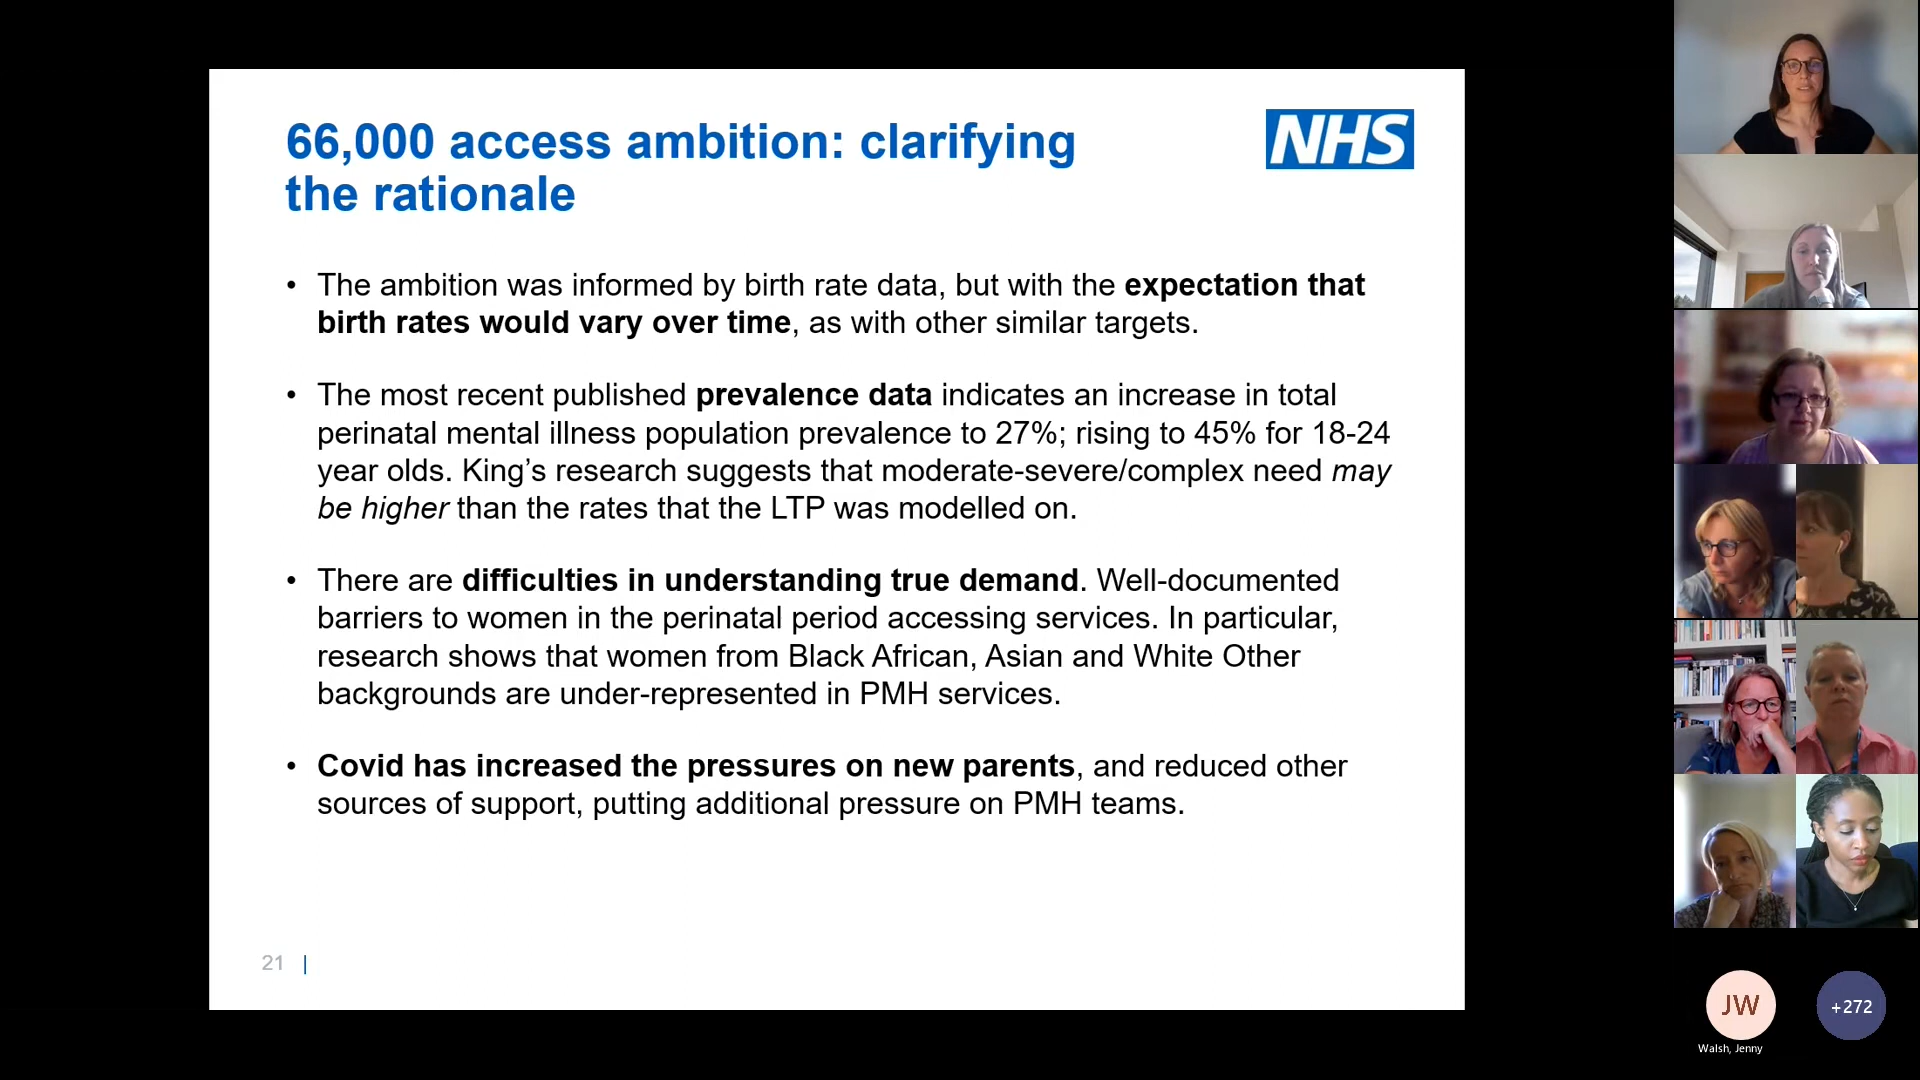 66,000 access ambition: clarifying
the rationale
NHS
• The ambition was informed by birth rate data, but with the expectation that
birth rates would vary over time, as with other similar targets.
• The most recent published prevalence data indicates an increase in total
perinatal mental illness population prevalence to 27%; rising to 45% for 18-24
year olds. King’s research suggests that moderate-severe/complex need may
be higher than the rates that the LTP was modelled on.
• There are difficulties in understanding true demand. Well-documented
barriers to women in the perinatal period accessing services. In particular,
research shows that women from Black African, Asian and White Other
backgrounds are under-represented in PMH services.
• Covid has increased the pressures on new parents, and reduced other
sources of support, putting additional pressure on PMH teams.
21 |
JW
+272
Walsh, Jenny